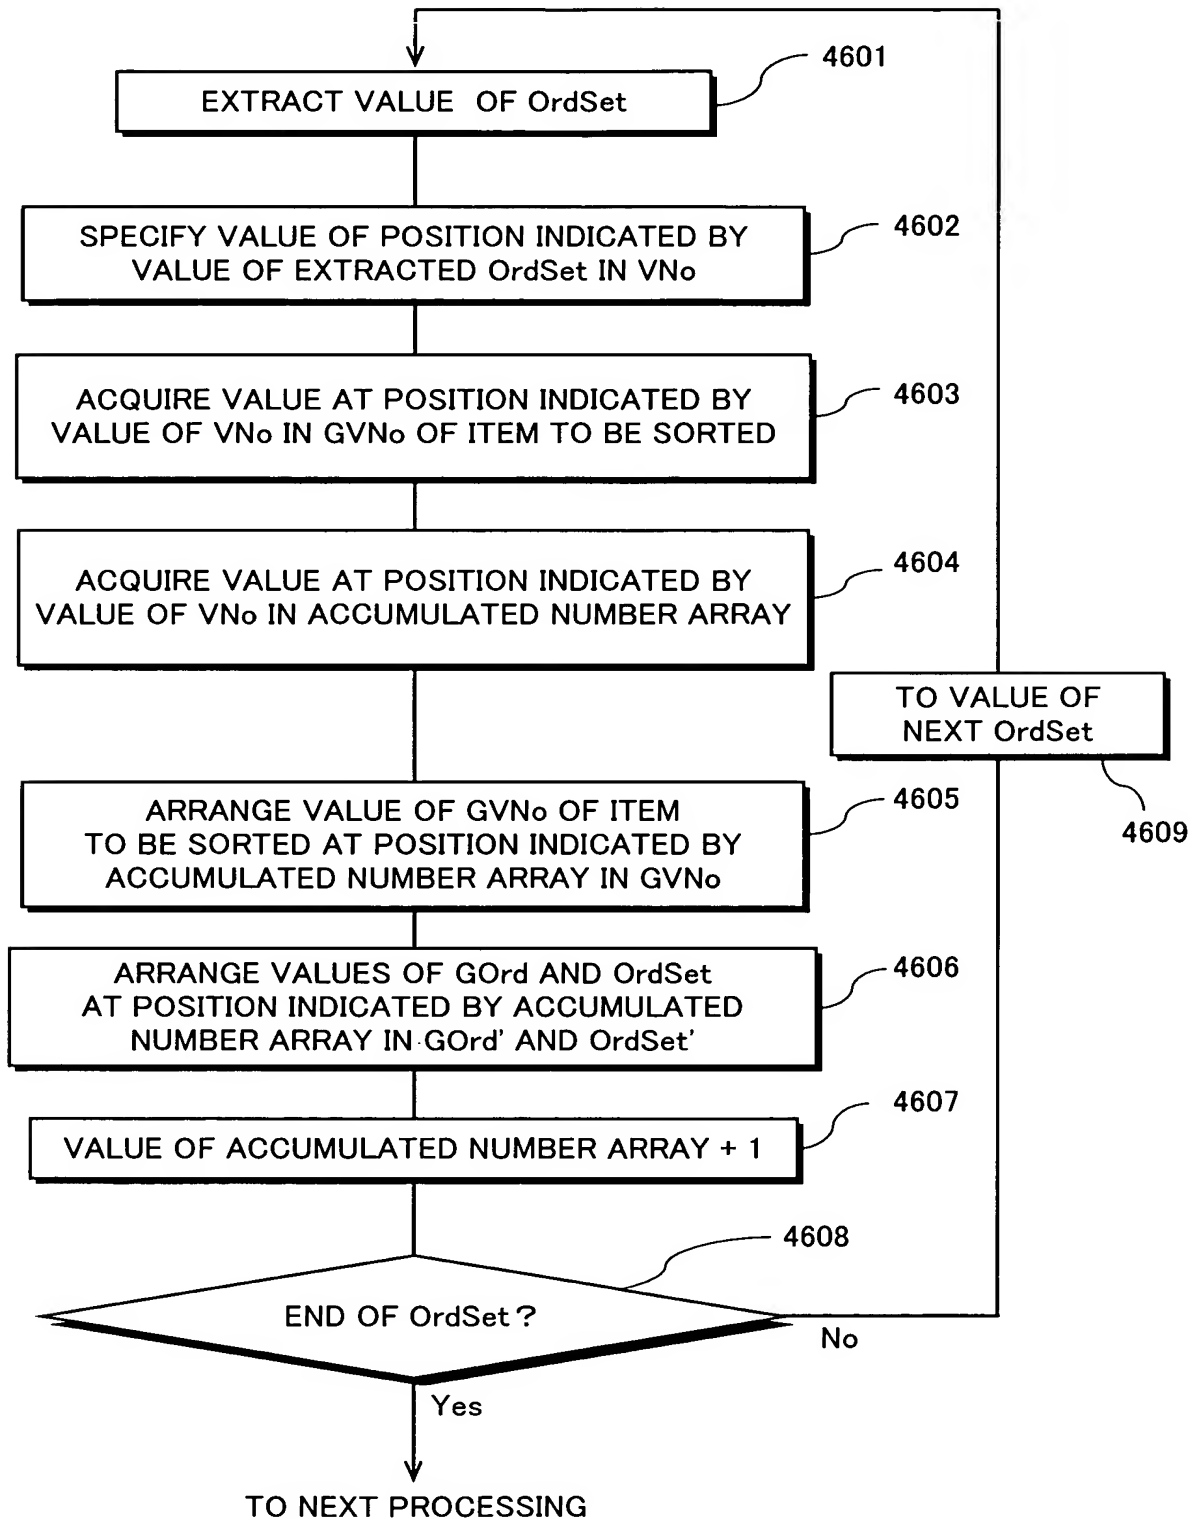 4601
EXTRACT VALUE OF OrdSet
4602
SPECIFY VALUE OF POSITION INDICATED BY
VALUE OF EXTRACTED OrdSet IN VNo
4603
ACQUIRE VALUE AT POSITION INDICATED BY
VALUE OF VNo IN GVNo OF ITEM TO BE SORTED
4604
ACQUIRE VALUE AT POSITION INDICATED BY
VALUE OF VNo IN ACCUMULATED NUMBER ARRAY
TO VALUE OF
NEXT OrdSet
4609
4605
ARRANGE VALUE OF GVNo OF ITEM
TO BE SORTED AT POSITION INDICATED BY
ACCUMULATED NUMBER ARRAY IN GVNo
4606
ARRANGE VALUES OF GOrd AND OrdSet
AT POSITION INDICATED BY ACCUMULATED
NUMBER ARRAY IN GOrd' AND OrdSet'
4607
VALUE OF ACCUMULATED NUMBER ARRAY + 1
4608
END OF OrdSet?
No
Yes
TO NEXT PROCESSING